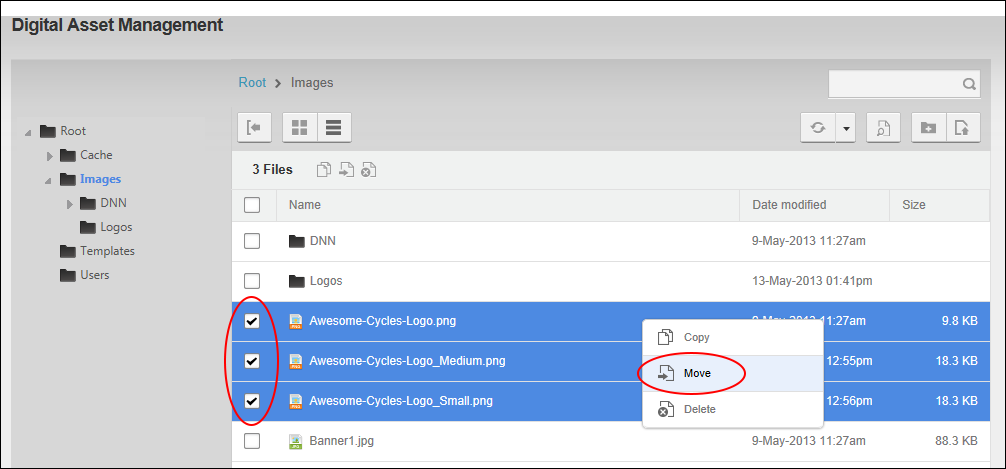 Digital Asset Management
Root > Images
Root
Cache
Images
DNN
Logos
Templates
Users
3 Files
Name Date modified Size
DNN 9-May-2013 11:27am
Logos 13-May-2013 01:41pm
Awesome-Cycles-Logo.png 9-May-2013 11:27am 9.8 KB
Awesome-Cycles-Logo_Medium.png 12:55pm 18.3 KB
Awesome-Cycles-Logo_Small.png 12:56pm 18.3 KB
Banner1.jpg 9-May-2013 11:27am 88.3 KB
Copy
Move
Delete